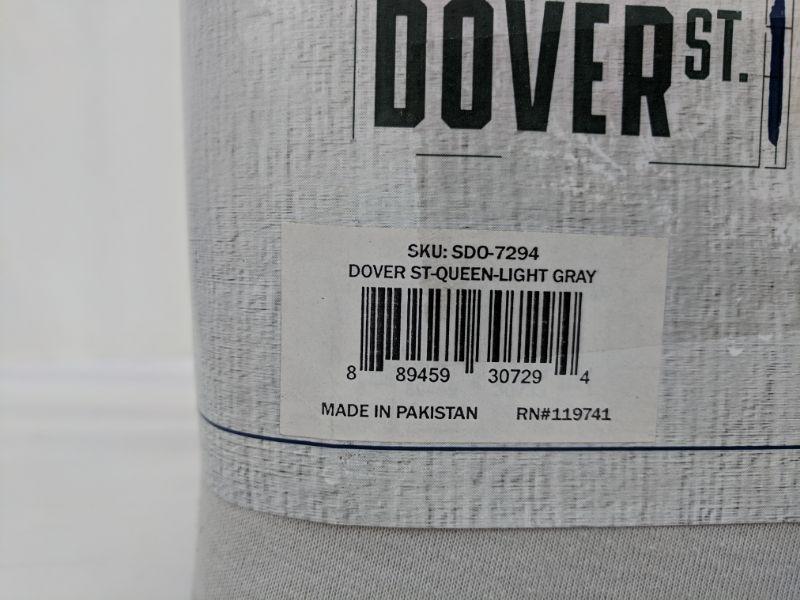 DOVER ST.
SKU: SDO-7294
DOVER ST-QUEEN-LIGHT GRAY
8 89459 30729 4
MADE IN PAKISTAN RN#119741